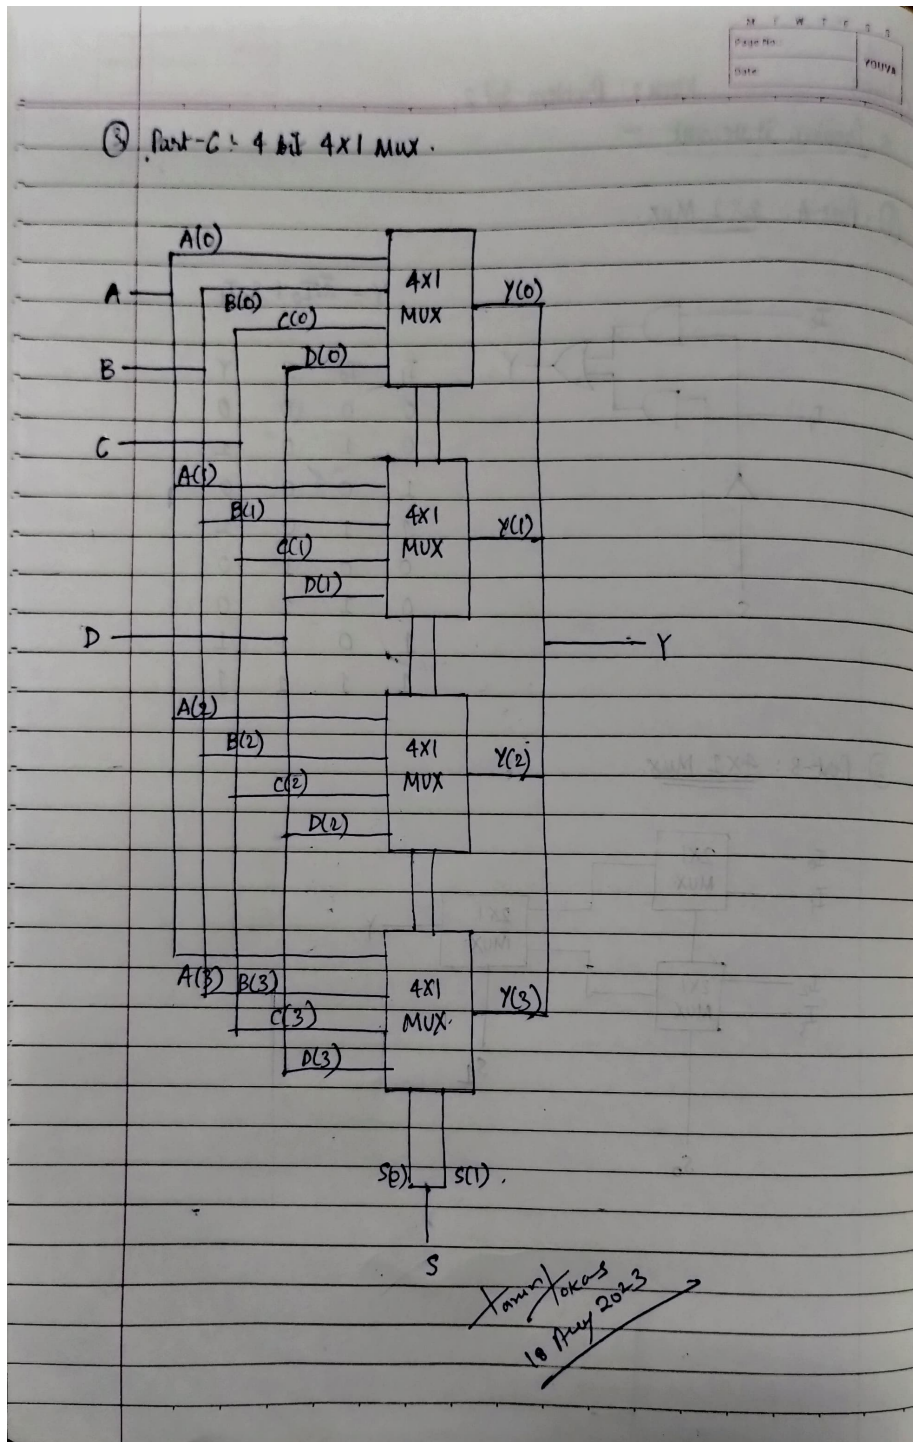 M T W T F S S
Page No.
Date
YOUVA
③ Part-C: 4 bit 4X1 MUX.
A(0)
A
B(0)
4X1
MUX
Y(0)
C(0)
D(0)
B
C
A(1)
B(1)
4X1
MUX
Y(1)
C(1)
D(1)
D
Y
A(2)
B(2)
4X1
MUX
Y(2)
C(2)
D(2)
A(3)
B(3)
4X1
MUX.
Y(3)
C(3)
D(3)
S(0)
S(1).
S
Tarun Tokas
18 Aug 2023